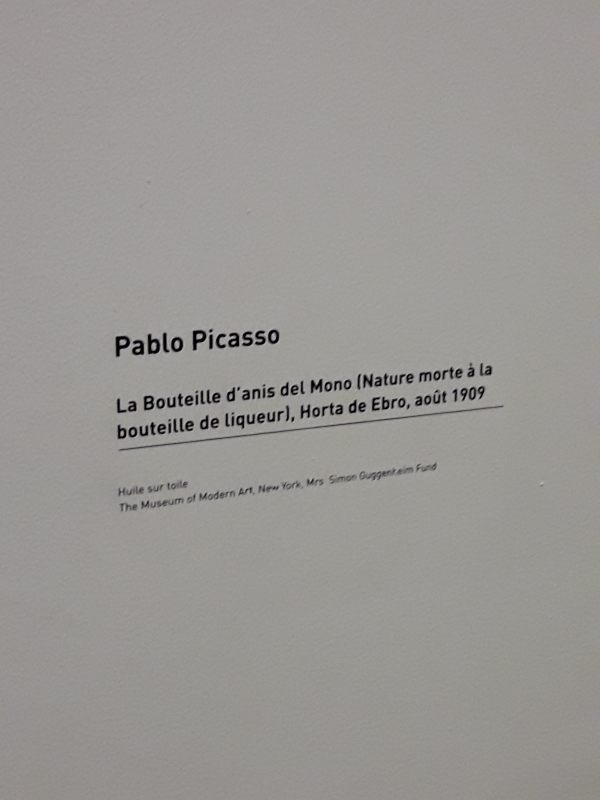 Pablo Picasso
La Bouteille d'anis del Mono (Nature morte à la
bouteille de liqueur), Horta de Ebro, août 1909
Huile sur toile
The Museum of Modern Art, New York, Mrs Simon Guggenheim Fund